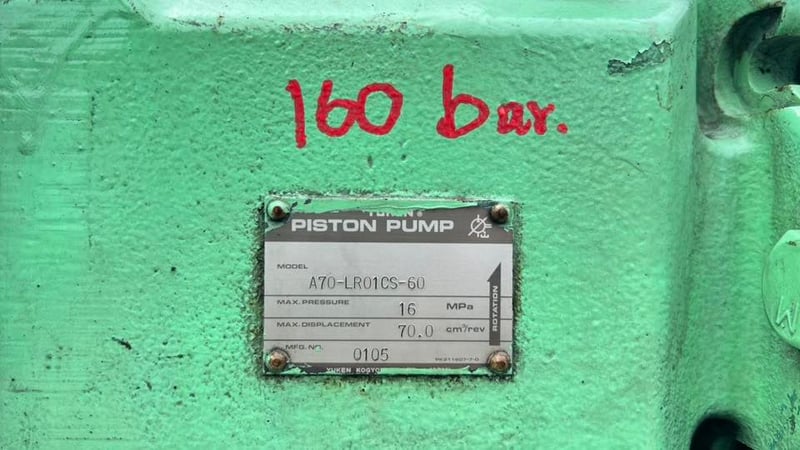 160 bar.
YUKEN®
PISTON PUMP
MODEL
A70-LR01CS-60
MAX. PRESSURE 16 MPa
MAX. DISPLACEMENT 70.0 cm³/rev
ROTATION
MFG. NO. 0105
YUKEN KOGYO